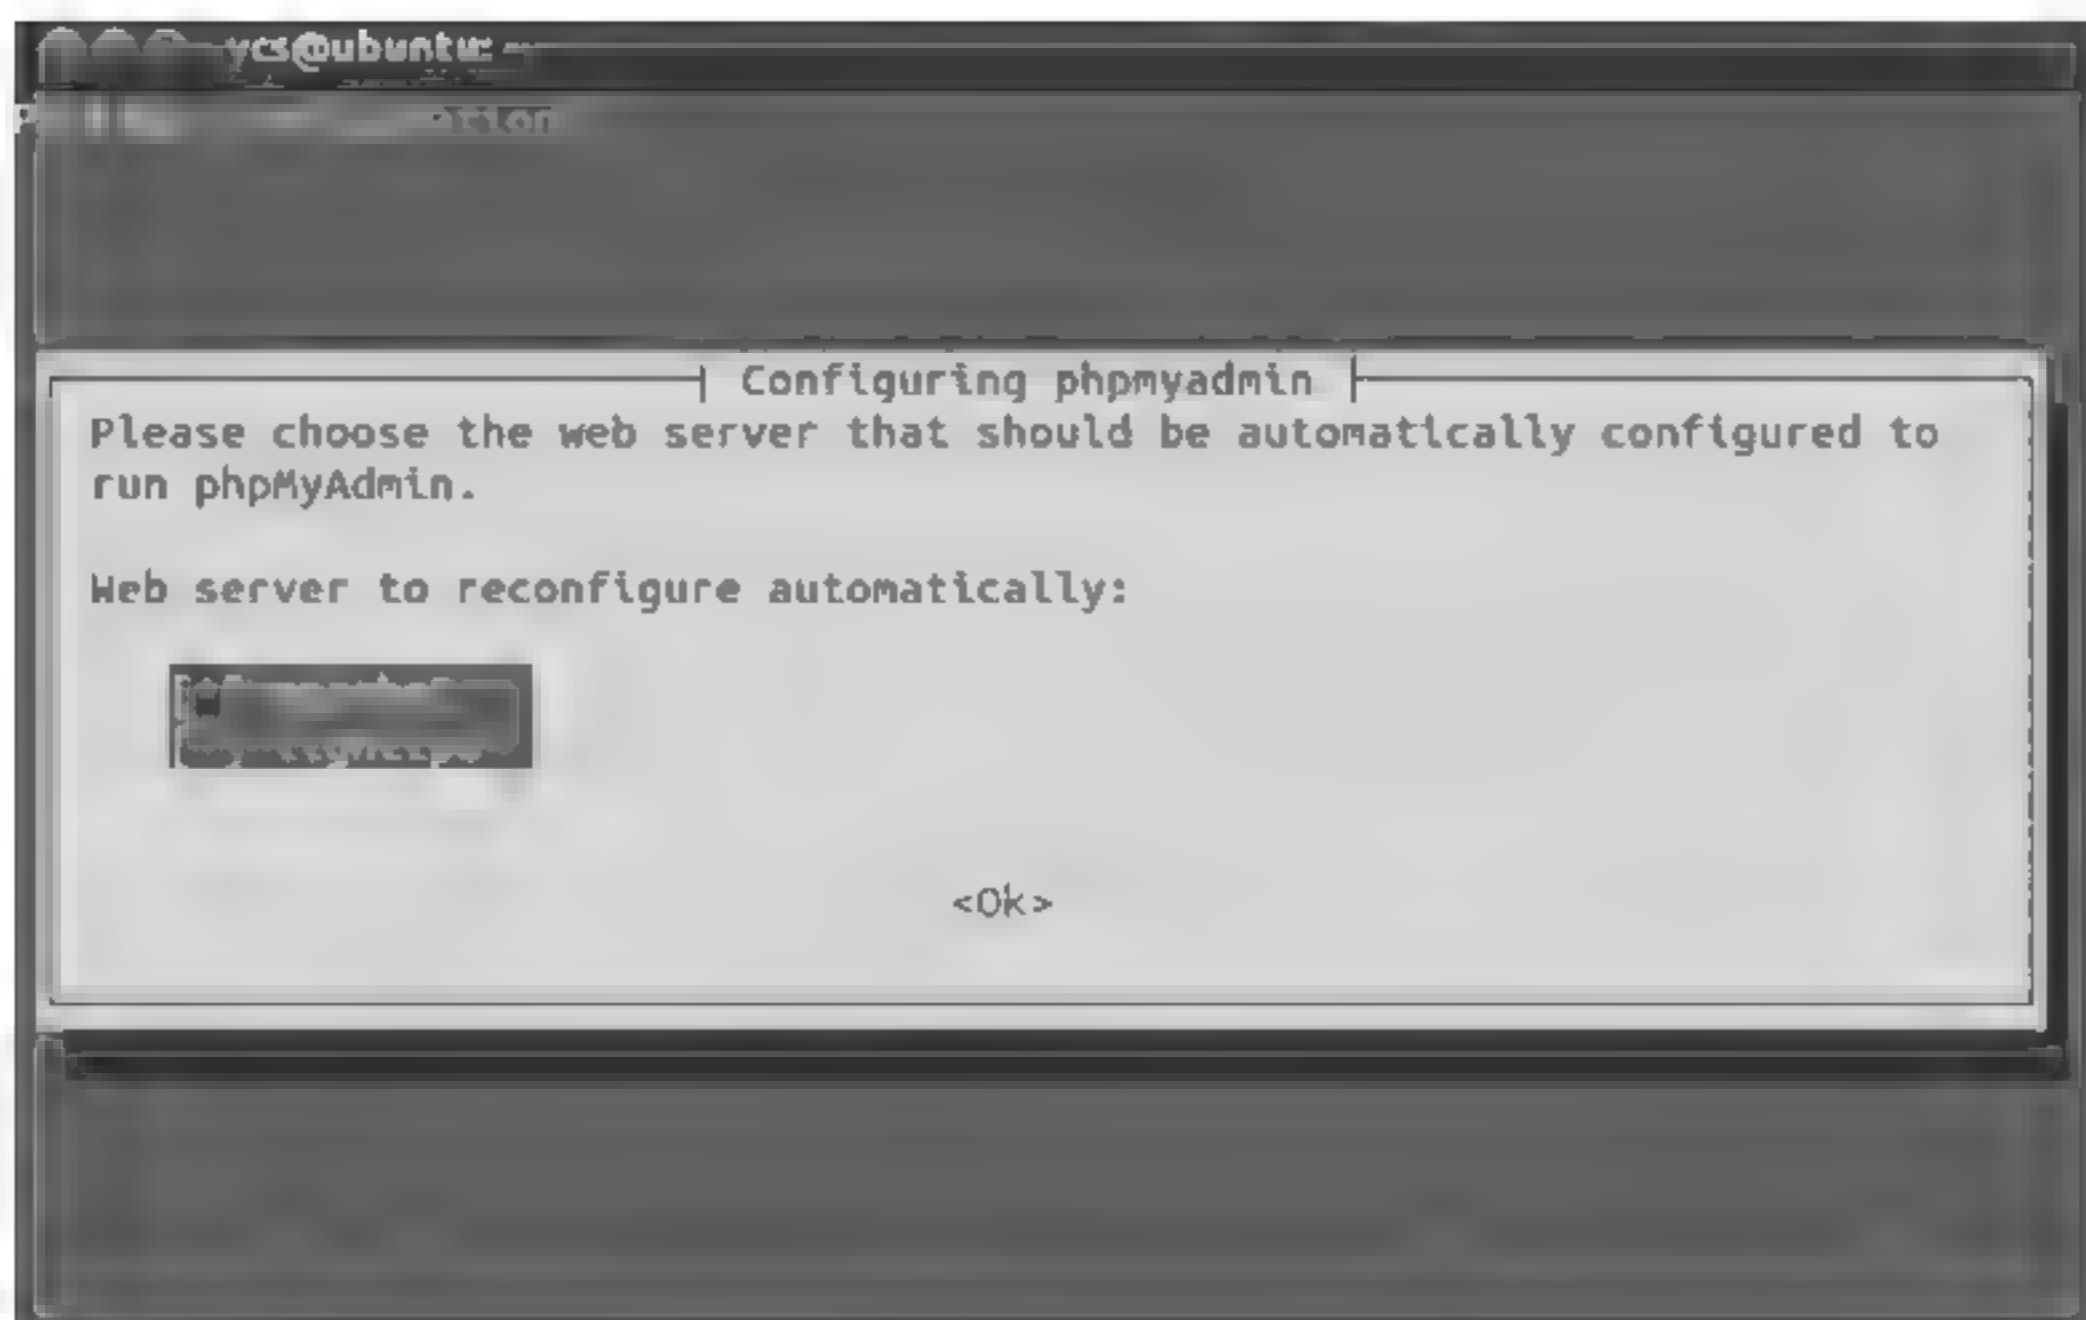 ycs@ubuntu: ~
Configuring phpmyadmin
Please choose the web server that should be automatically configured to
run phpMyAdmin.
Web server to reconfigure automatically:
<Ok>